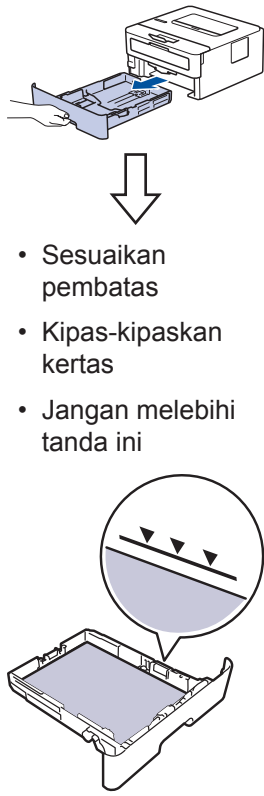 • Sesuaikan
pembatas
• Kipas-kipaskan
kertas
• Jangan melebihi
tanda ini